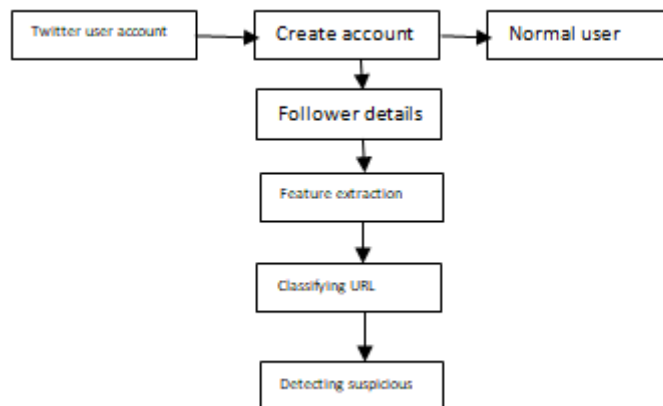 Twitter user account
Create account
Normal user
Follower details
Feature extraction
Classifying URL
Detecting suspicious